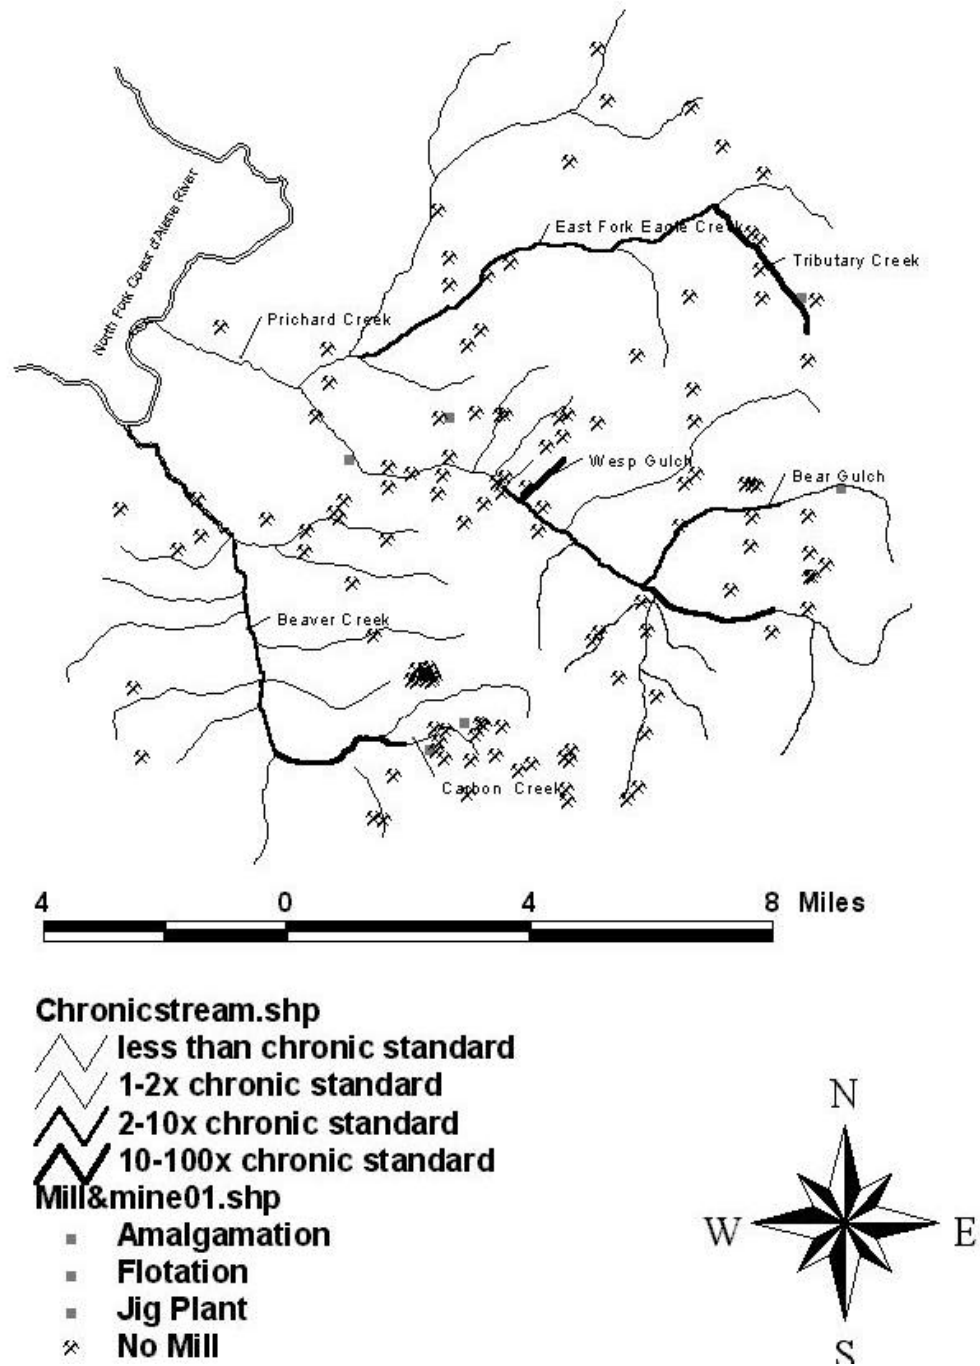 North Fork Coeur d'Alene River
East Fork Eagle Creek
Tributary Creek
Prichard Creek
Wesp Gulch
Bear Gulch
Beaver Creek
Carbon Creek
4 0 4 8 Miles
Chronicstream.shp
less than chronic standard
1-2x chronic standard
2-10x chronic standard
10-100x chronic standard
Mill&mine01.shp
Amalgamation
Flotation
Jig Plant
No Mill
N
W E
S